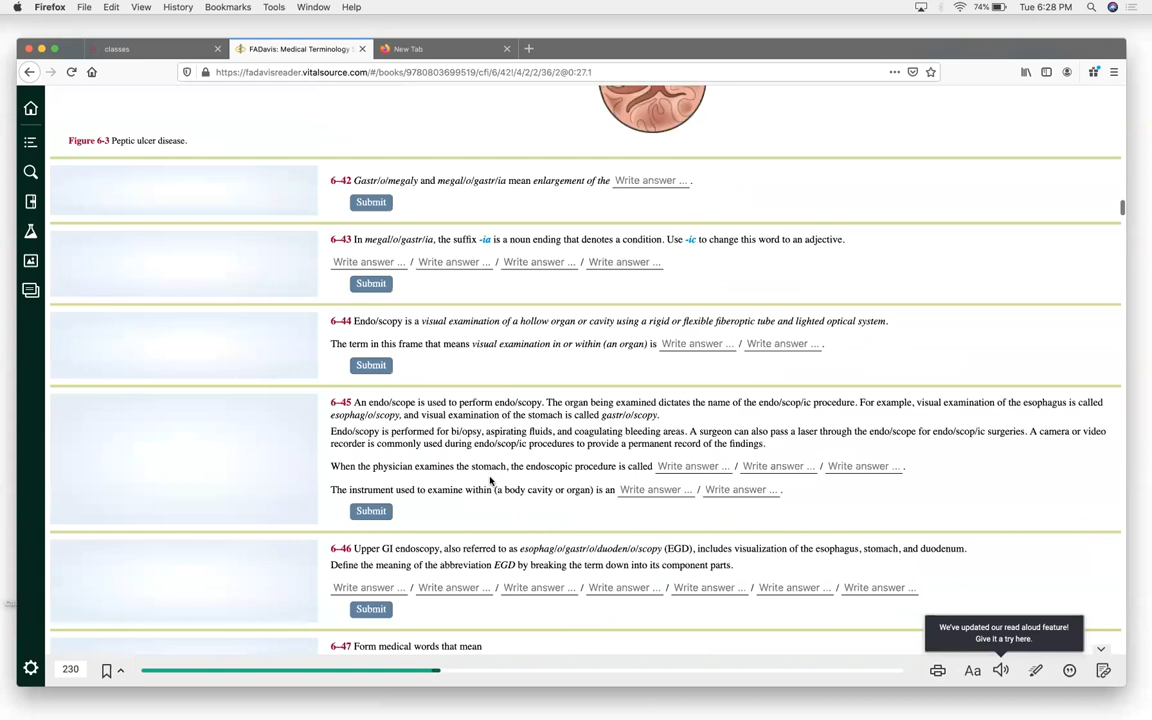 Firefox File Edit View History Bookmarks Tools Window Help 74% Tue 6:28 PM
classes FADavis: Medical Terminology New Tab
https://fadavisreader.vitalsource.com/#/books/9780803699519/cfi/6/42!/4/2/2/36/2@0:27.1
Figure 6-3 Peptic ulcer disease.
6–42 Gastr/o/megaly and megal/o/gastr/ia mean enlargement of the Write answer ... .
Submit
6–43 In megal/o/gastr/ia, the suffix -ia is a noun ending that denotes a condition. Use -ic to change this word to an adjective.
Write answer ... / Write answer ... / Write answer ... / Write answer ...
Submit
6–44 Endo/scopy is a visual examination of a hollow organ or cavity using a rigid or flexible fiberoptic tube and lighted optical system.
The term in this frame that means visual examination in or within (an organ) is Write answer ... / Write answer ... .
Submit
6–45 An endo/scope is used to perform endo/scopy. The organ being examined dictates the name of the endo/scop/ic procedure. For example, visual examination of the esophagus is called
esophag/o/scopy, and visual examination of the stomach is called gastr/o/scopy.
Endo/scopy is performed for bi/opsy, aspirating fluids, and coagulating bleeding areas. A surgeon can also pass a laser through the endo/scope for endo/scop/ic surgeries. A camera or video
recorder is commonly used during endo/scop/ic procedures to provide a permanent record of the findings.
When the physician examines the stomach, the endoscopic procedure is called Write answer ... / Write answer ... / Write answer ... .
The instrument used to examine within (a body cavity or organ) is an Write answer ... / Write answer ... .
Submit
6–46 Upper GI endoscopy, also referred to as esophag/o/gastr/o/duoden/o/scopy (EGD), includes visualization of the esophagus, stomach, and duodenum.
Define the meaning of the abbreviation EGD by breaking the term down into its component parts.
Write answer ... / Write answer ... / Write answer ... / Write answer ... / Write answer ... / Write answer ... / Write answer ...
Submit
We've updated our read aloud feature!
Give it a try here.
6–47 Form medical words that mean
230 Aa